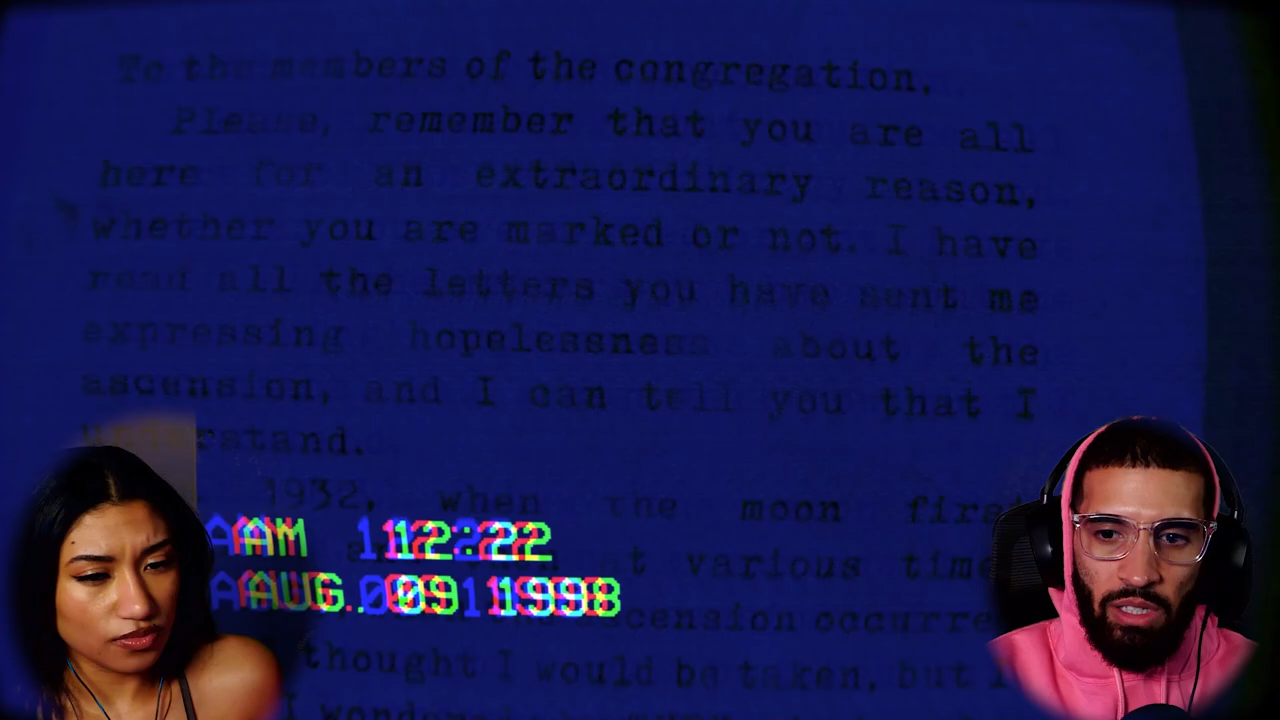 To the members of the congregation,
Please, remember that you are all
here for an extraordinary reason,
whether you are marked or not. I have
read all the letters you have sent me
expressing hopelessness about the
ascension, and I can tell you that I
understand.
1932, when the moon first
AM 12:22
at various
AUG. 09 1998
ascension occurred
thought I would be taken, but I
I